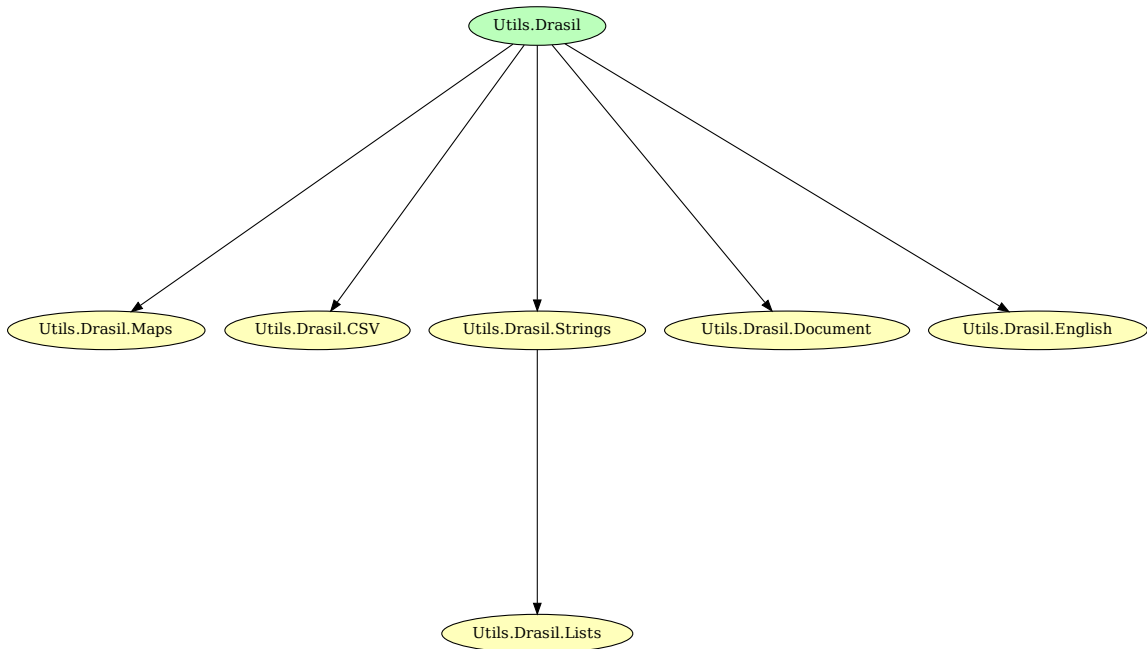 Utils.Drasil
Utils.Drasil.Maps
Utils.Drasil.CSV
Utils.Drasil.Strings
Utils.Drasil.Document
Utils.Drasil.English
Utils.Drasil.Lists